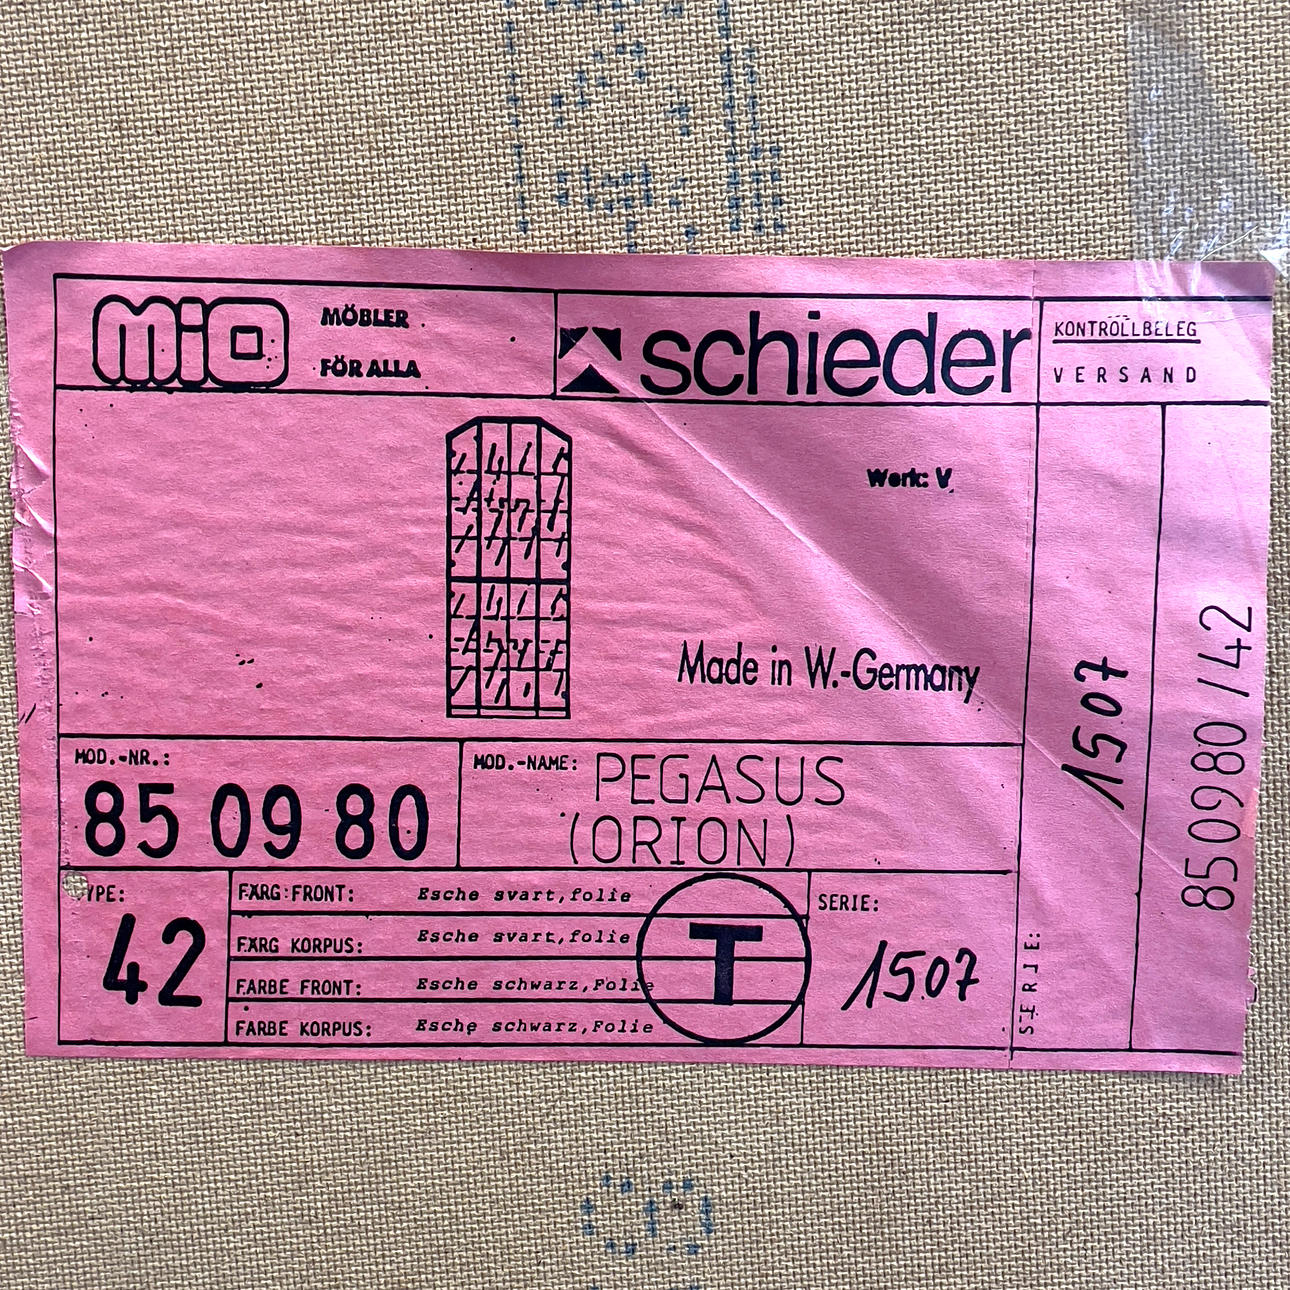 mio
MÖBLER
FÖR ALLA
schieder
KONTROLLBELEG
VERSAND
Werk: V
Made in W.-Germany
MOD.-NR.:
85 09 80
MOD.-NAME: PEGASUS
(ORION)
YPE:
42
FÄRG FRONT: Esche svart,folie
FÄRG KORPUS: Esche svart,folie
FARBE FRONT: Esche schwarz,Folie
FARBE KORPUS: Esche schwarz,Folie
T
SERIE:
1507
SERIE:
1507
850980 / 42